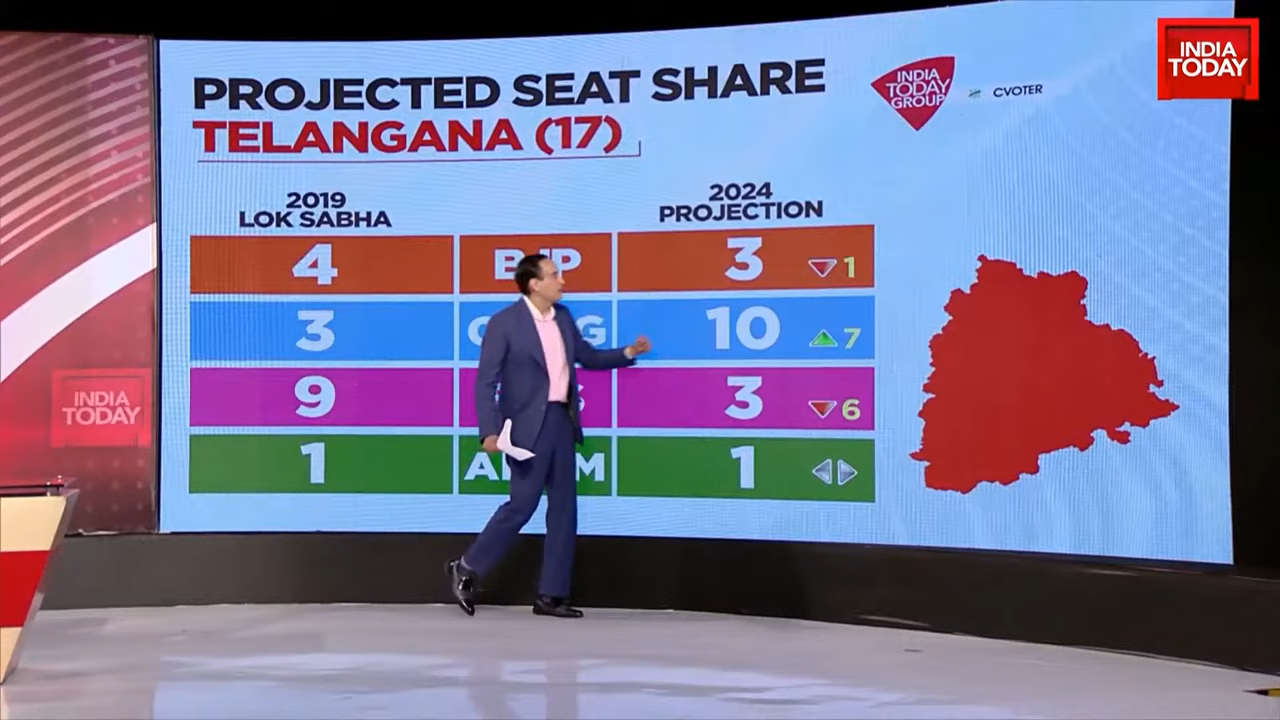 PROJECTED SEAT SHARE
TELANGANA (17)
INDIA
TODAY
GROUP
CVOTER
INDIA
TODAY
2019
LOK SABHA
2024
PROJECTION
4
3 1
3
10 7
9
3 6
1
1
INDIA
TODAY